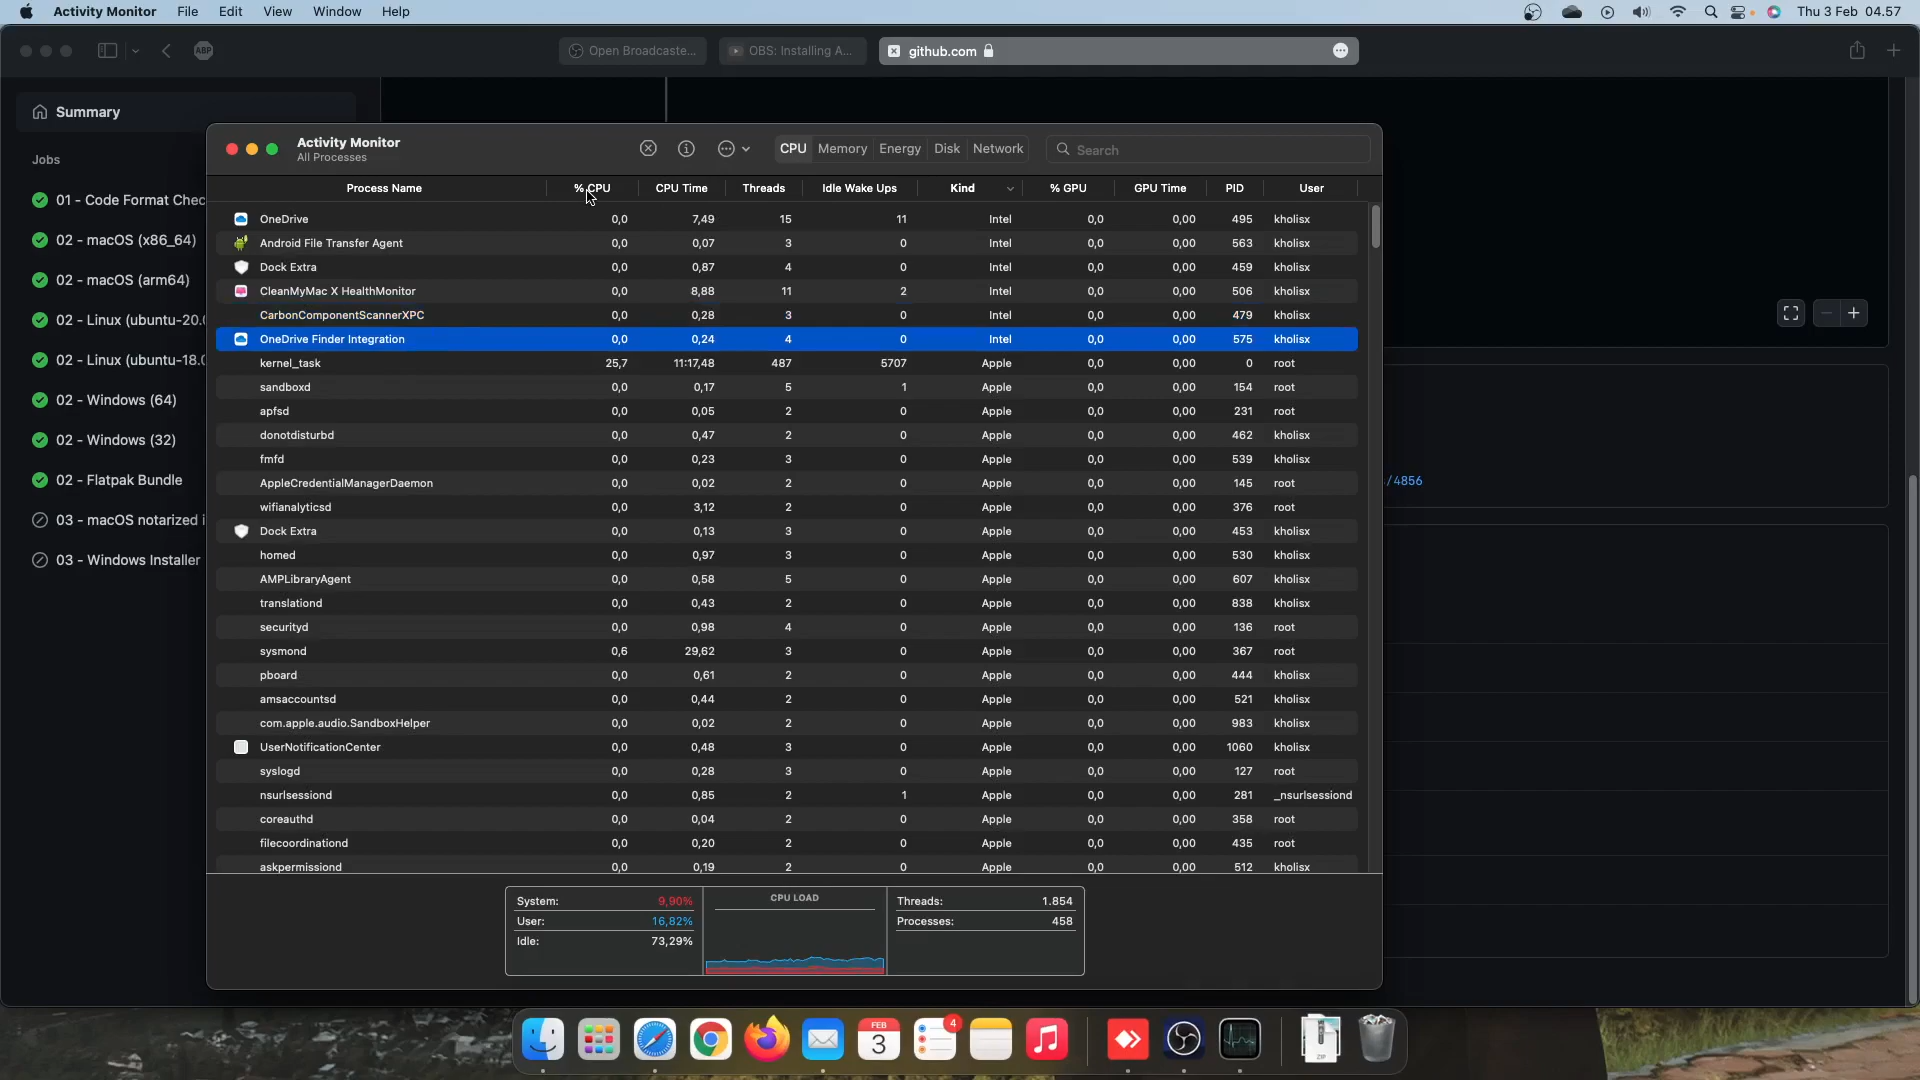 Activity Monitor File Edit View Window Help Thu 3 Feb 04.57
ABP Open Broadcaste... OBS: Installing A... github.com
Summary
Jobs
01 - Code Format Chec
02 - macOS (x86_64)
02 - macOS (arm64)
02 - Linux (ubuntu-20.0
02 - Linux (ubuntu-18.0
02 - Windows (64)
02 - Windows (32)
02 - Flatpak Bundle
03 - macOS notarized i
03 - Windows Installer
/4856
Activity Monitor
All Processes
CPU Memory Energy Disk Network Search
Process Name % CPU CPU Time Threads Idle Wake Ups Kind % GPU GPU Time PID User
OneDrive 0,0 7,49 15 11 Intel 0,0 0,00 495 kholisx
Android File Transfer Agent 0,0 0,07 3 0 Intel 0,0 0,00 563 kholisx
Dock Extra 0,0 0,87 4 0 Intel 0,0 0,00 459 kholisx
CleanMyMac X HealthMonitor 0,0 8,88 11 2 Intel 0,0 0,00 506 kholisx
CarbonComponentScannerXPC 0,0 0,28 3 0 Intel 0,0 0,00 479 kholisx
OneDrive Finder Integration 0,0 0,24 4 0 Intel 0,0 0,00 575 kholisx
kernel_task 25,7 11:17,48 487 5707 Apple 0,0 0,00 0 root
sandboxd 0,0 0,17 5 1 Apple 0,0 0,00 154 root
apfsd 0,0 0,05 2 0 Apple 0,0 0,00 231 root
donotdisturbd 0,0 0,47 2 0 Apple 0,0 0,00 462 kholisx
fmfd 0,0 0,23 3 0 Apple 0,0 0,00 539 kholisx
AppleCredentialManagerDaemon 0,0 0,02 2 0 Apple 0,0 0,00 145 root
wifianalyticsd 0,0 3,12 2 0 Apple 0,0 0,00 376 root
Dock Extra 0,0 0,13 3 0 Apple 0,0 0,00 453 kholisx
homed 0,0 0,97 3 0 Apple 0,0 0,00 530 kholisx
AMPLibraryAgent 0,0 0,58 5 0 Apple 0,0 0,00 607 kholisx
translationd 0,0 0,43 2 0 Apple 0,0 0,00 838 kholisx
securityd 0,0 0,98 4 0 Apple 0,0 0,00 136 root
sysmond 0,6 29,62 3 0 Apple 0,0 0,00 367 root
pboard 0,0 0,61 2 0 Apple 0,0 0,00 444 kholisx
amsaccountsd 0,0 0,44 2 0 Apple 0,0 0,00 521 kholisx
com.apple.audio.SandboxHelper 0,0 0,02 2 0 Apple 0,0 0,00 983 kholisx
UserNotificationCenter 0,0 0,48 3 0 Apple 0,0 0,00 1060 kholisx
syslogd 0,0 0,28 3 0 Apple 0,0 0,00 127 root
nsurlsessiond 0,0 0,85 2 1 Apple 0,0 0,00 281 _nsurlsessiond
coreauthd 0,0 0,04 2 0 Apple 0,0 0,00 358 root
filecoordinationd 0,0 0,20 2 0 Apple 0,0 0,00 435 root
askpermissiond 0,0 0,19 2 0 Apple 0,0 0,00 512 kholisx
System: 9,90% CPU LOAD Threads: 1.854
User: 16,82% Processes: 458
Idle: 73,29%
FEB
3
4
ZIP